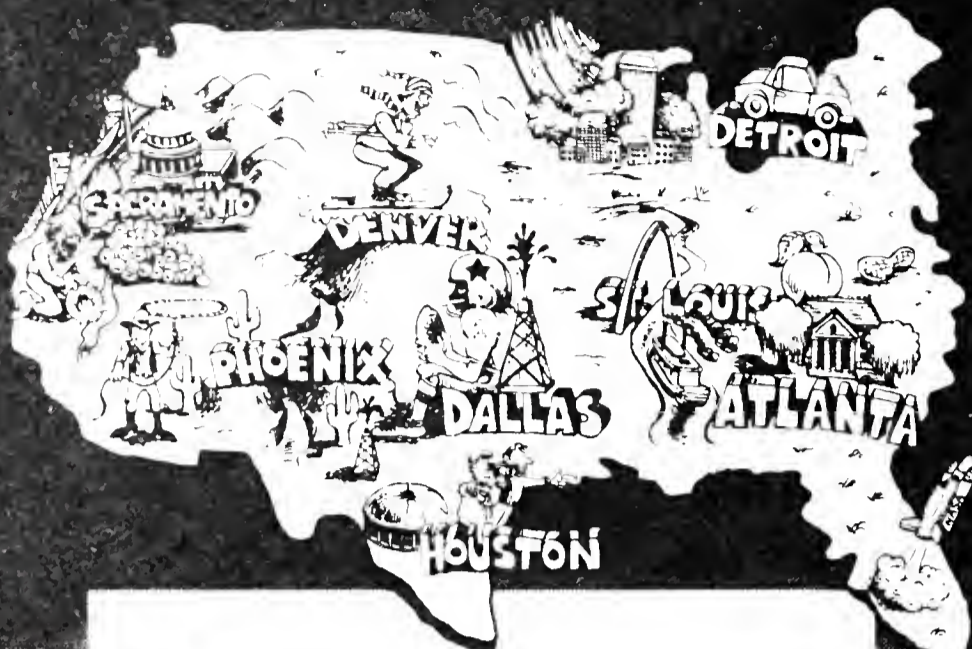 DETROIT
SACRAMENTO
DENVER
ST. LOUIS
PHOENIX
DALLAS
ATLANTA
HOUSTON